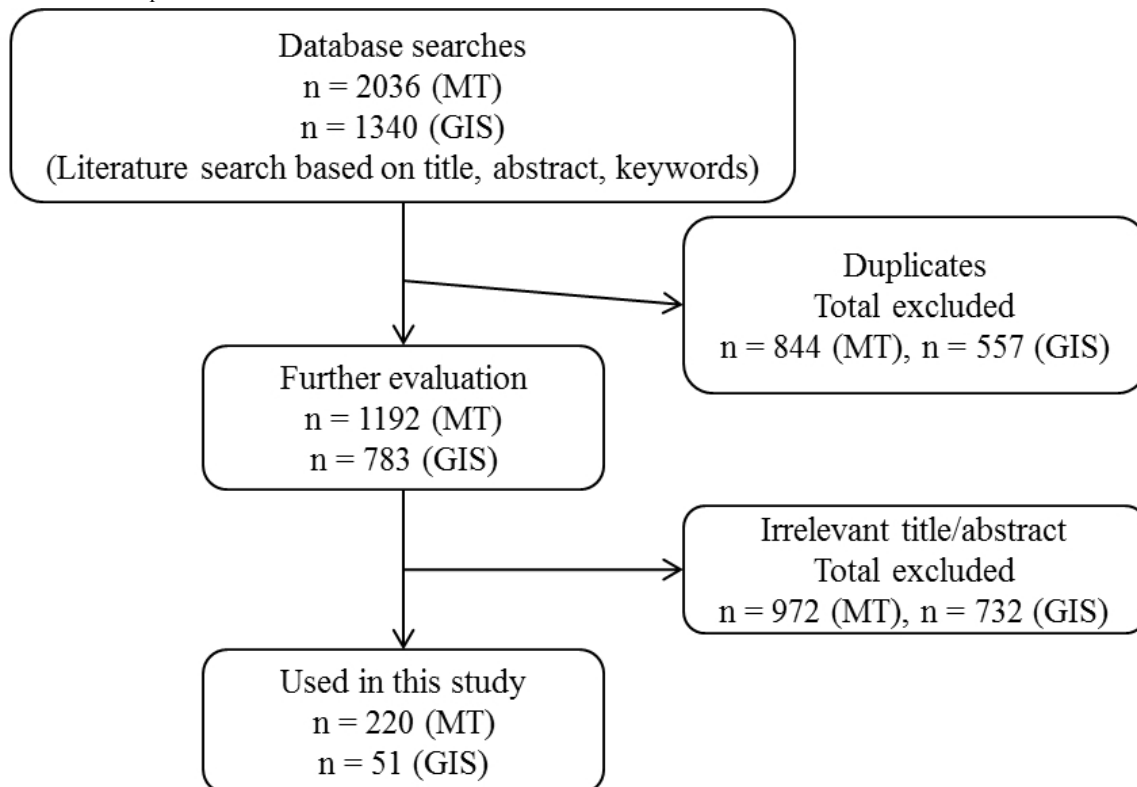 Database searches
n = 2036 (MT)
n = 1340 (GIS)
(Literature search based on title, abstract, keywords)
Duplicates
Total excluded
n = 844 (MT), n = 557 (GIS)
Further evaluation
n = 1192 (MT)
n = 783 (GIS)
Irrelevant title/abstract
Total excluded
n = 972 (MT), n = 732 (GIS)
Used in this study
n = 220 (MT)
n = 51 (GIS)